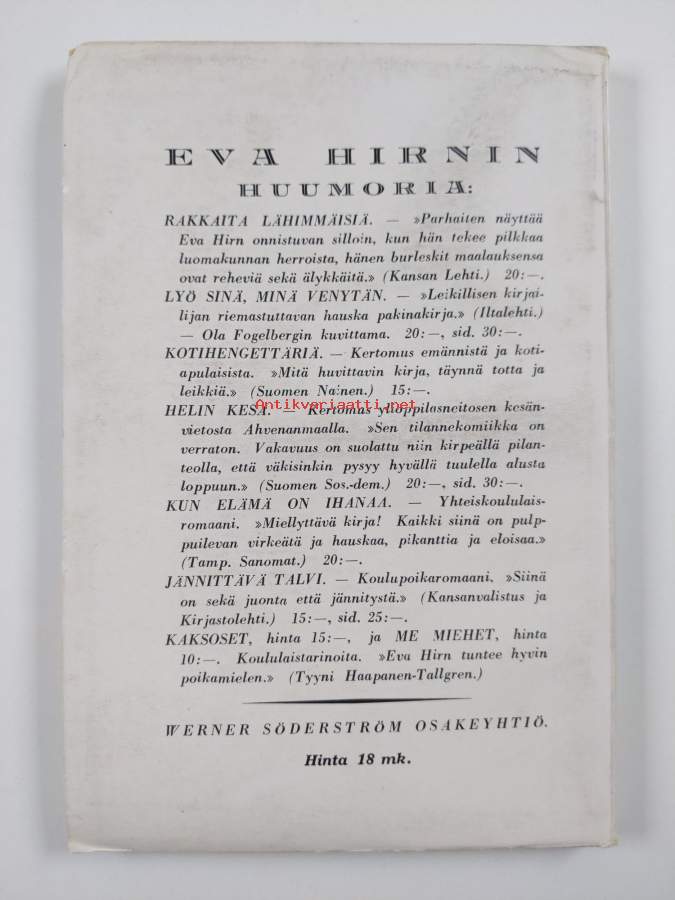 EVA HIRNIN
HUUMORIA:
RAKKAITA LÄHIMMÄISIÄ. — »Parhaiten näyttää
Eva Hirn onnistuvan silloin, kun hän tekee pilkkaa
luomakunnan herroista, hänen burleskit maalauksensa
ovat reheviä sekä älykkäitä.» (Kansan Lehti.) 20:—.
LYÖ SINÄ, MINÄ VENYTÄN. — »Leikillisen kirjai-
lijan riemastuttavan hauska pakinakirja.» (Iltalehti.)
— Ola Fogelbergin kuvittama. 20:—, sid. 30:—.
KOTIHENGETTÄRIÄ. — Kertomus emännistä ja koti-
apulaisista. »Mitä huvittavin kirja, täynnä totta ja
leikkiä.» (Suomen Nainen.) 15:—.
Antikvariaatti.net
HELIN KESÄ. — Kertomus ylioppilasneitosen kesän-
vietosta Ahvenanmaalla. »Sen tilannekomiikka on
verraton. Vakavuus on suolattu niin kirpeällä pilan-
teolla, että väkisinkin pysyy hyvällä tuulella alusta
loppuun.» (Suomen Sos.-dem.) 20:—, sid. 30:—.
KUN ELÄMÄ ON IHANAA. — Yhteiskoululais-
romaani. »Miellyttävä kirja! Kaikki siinä on pulp-
puilevan virkeätä ja hauskaa, pikanttia ja eloisaa.»
(Tamp. Sanomat.) 20:—.
JÄNNITTÄVÄ TALVI. — Koulupoikaromaani, »Siinä
on sekä juonta että jännitystä.» (Kansanvalistus ja
Kirjastolehti.) 15:—, sid. 25:—.
KAKSOSET, hinta 15:—, ja ME MIEHET, hinta
10:—. Koululaistarinoita. »Eva Hirn tuntee hyvin
poikamielen.» (Tyyni Haapanen-Tallgren.)
WERNER SÖDERSTRÖM OSAKEYHTIÖ.
Hinta 18 mk.